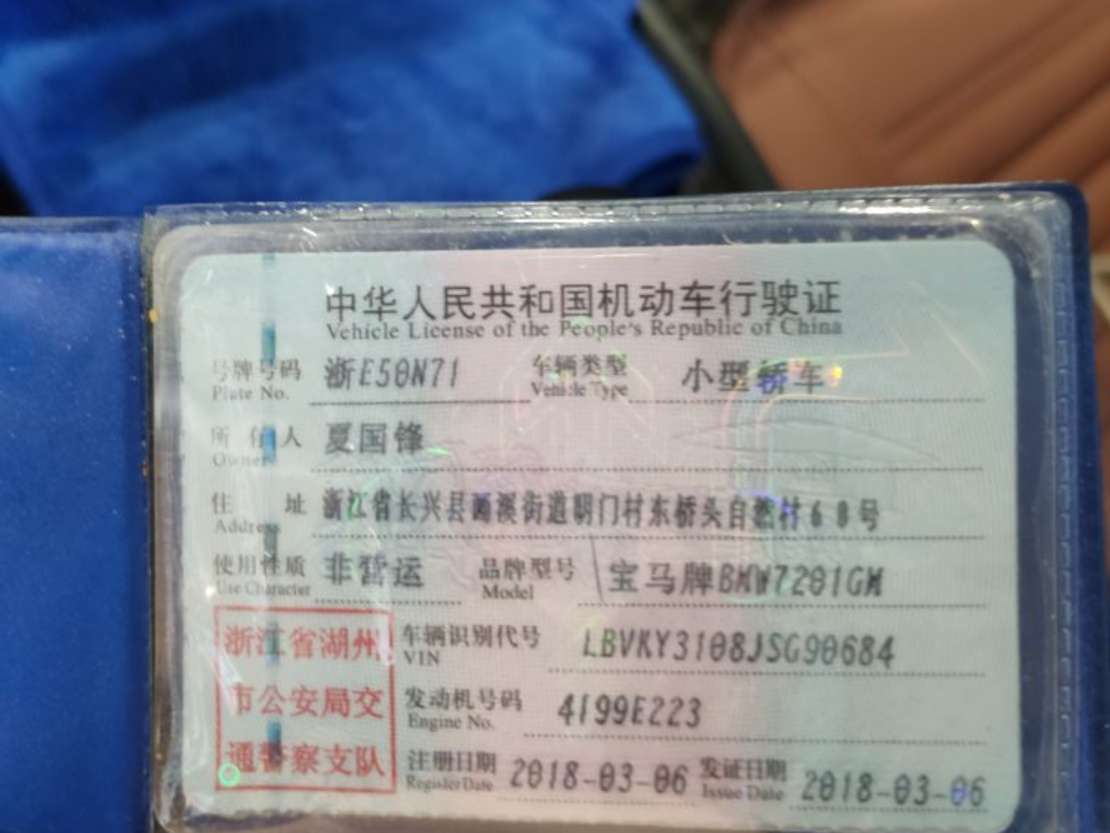 中华人民共和国机动车行驶证
Vehicle License of the People's Republic of China
号牌号码 浙E50N71 车辆类型 小型轿车
Plate No. Vehicle Type
所有人 夏国锋
Owner
住址 浙江省长兴县画溪街道明门村东桥头自然村68号
Address
使用性质 非营运 品牌型号 宝马牌BMW7201GM
Use Character Model
浙江省湖州
市公安局交
通警察支队
车辆识别代号 LBVKY3108JSG90684
VIN
发动机号码 4199E223
Engine No.
注册日期 2018-03-06 发证日期 2018-03-06
Register Date Issue Date